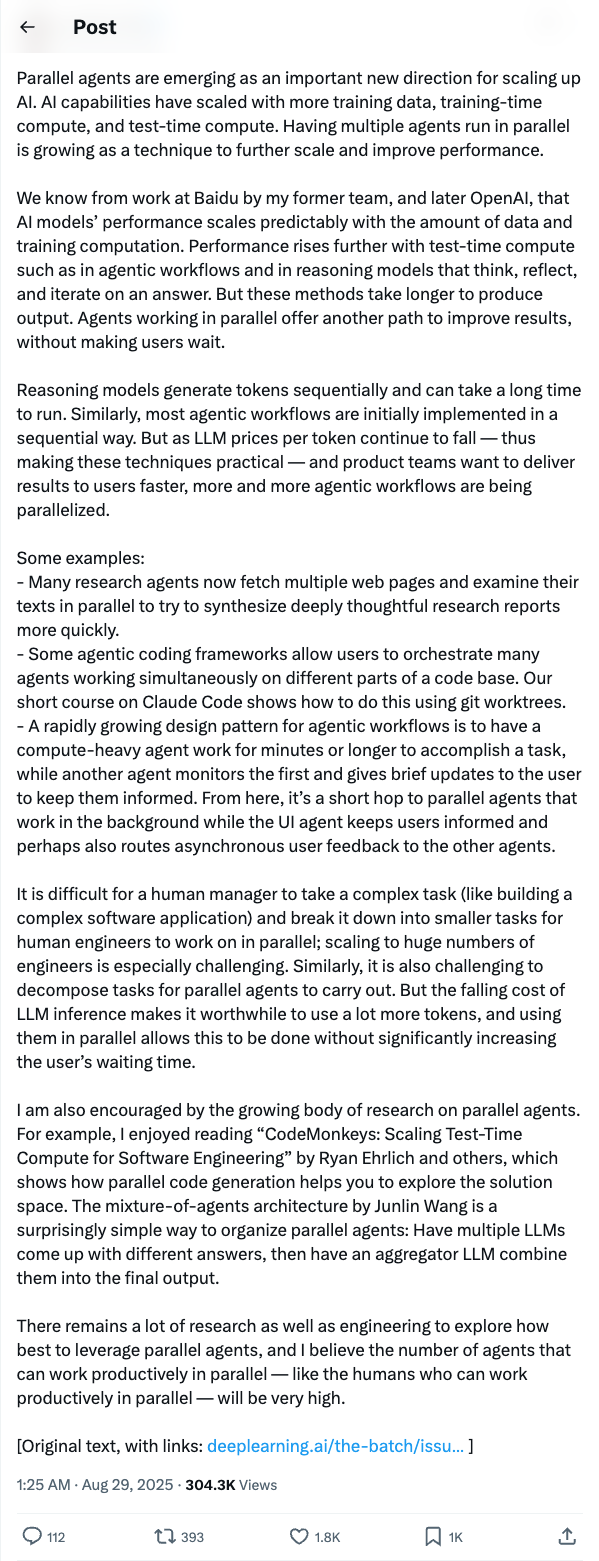 Post
Parallel agents are emerging as an important new direction for scaling up
AI. AI capabilities have scaled with more training data, training-time
compute, and test-time compute. Having multiple agents run in parallel
is growing as a technique to further scale and improve performance.
We know from work at Baidu by my former team, and later OpenAI, that
AI models’ performance scales predictably with the amount of data and
training computation. Performance rises further with test-time compute
such as in agentic workflows and in reasoning models that think, reflect,
and iterate on an answer. But these methods take longer to produce
output. Agents working in parallel offer another path to improve results,
without making users wait.
Reasoning models generate tokens sequentially and can take a long time
to run. Similarly, most agentic workflows are initially implemented in a
sequential way. But as LLM prices per token continue to fall — thus
making these techniques practical — and product teams want to deliver
results to users faster, more and more agentic workflows are being
parallelized.
Some examples:
- Many research agents now fetch multiple web pages and examine their
texts in parallel to try to synthesize deeply thoughtful research reports
more quickly.
- Some agentic coding frameworks allow users to orchestrate many
agents working simultaneously on different parts of a code base. Our
short course on Claude Code shows how to do this using git worktrees.
- A rapidly growing design pattern for agentic workflows is to have a
compute-heavy agent work for minutes or longer to accomplish a task,
while another agent monitors the first and gives brief updates to the user
to keep them informed. From here, it’s a short hop to parallel agents that
work in the background while the UI agent keeps users informed and
perhaps also routes asynchronous user feedback to the other agents.
It is difficult for a human manager to take a complex task (like building a
complex software application) and break it down into smaller tasks for
human engineers to work on in parallel; scaling to huge numbers of
engineers is especially challenging. Similarly, it is also challenging to
decompose tasks for parallel agents to carry out. But the falling cost of
LLM inference makes it worthwhile to use a lot more tokens, and using
them in parallel allows this to be done without significantly increasing
the user’s waiting time.
I am also encouraged by the growing body of research on parallel agents.
For example, I enjoyed reading “CodeMonkeys: Scaling Test-Time
Compute for Software Engineering” by Ryan Ehrlich and others, which
shows how parallel code generation helps you to explore the solution
space. The mixture-of-agents architecture by Junlin Wang is a
surprisingly simple way to organize parallel agents: Have multiple LLMs
come up with different answers, then have an aggregator LLM combine
them into the final output.
There remains a lot of research as well as engineering to explore how
best to leverage parallel agents, and I believe the number of agents that
can work productively in parallel — like the humans who can work
productively in parallel — will be very high.
[Original text, with links: deeplearning.ai/the-batch/issu… ]
1:25 AM · Aug 29, 2025 · 304.3K Views
112 393 1.8K 1K